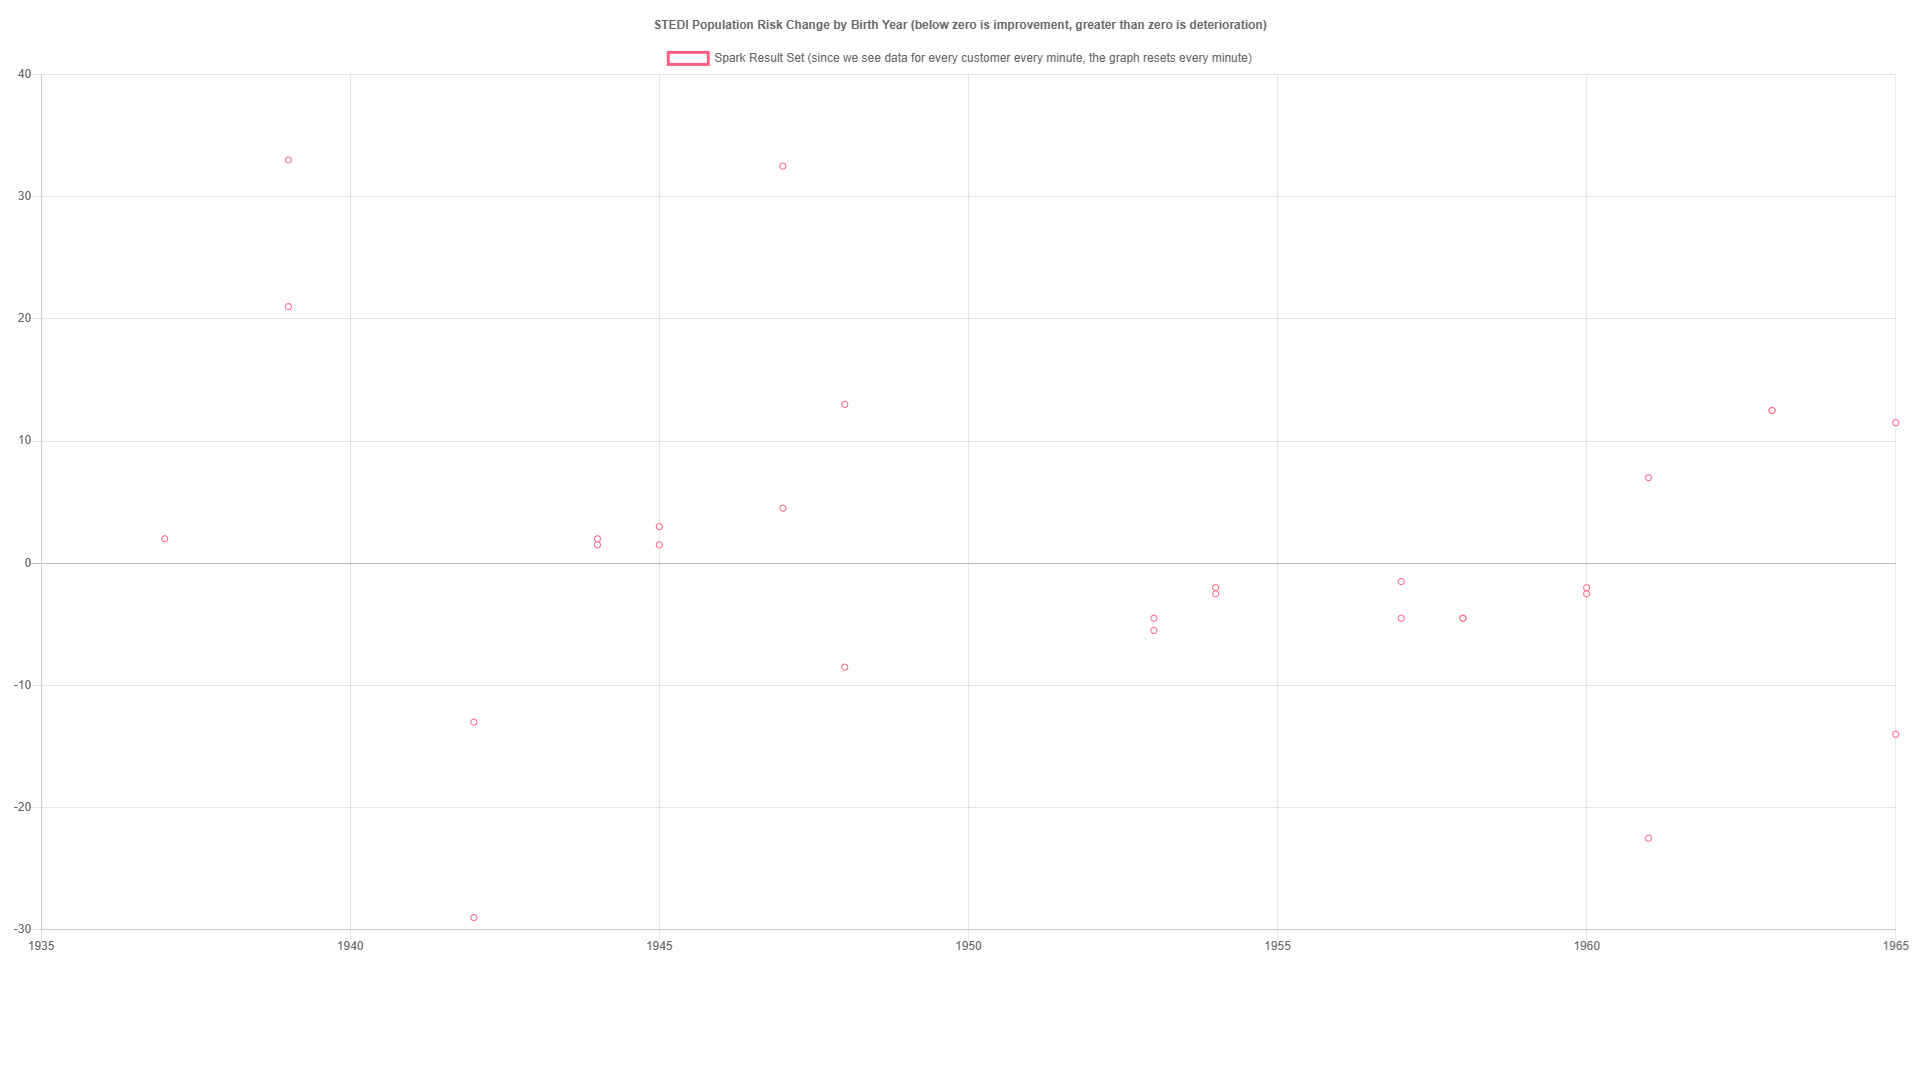 STEDI Population Risk Change by Birth Year (below zero is improvement, greater than zero is deterioration)
Spark Result Set (since we see data for every customer every minute, the graph resets every minute)
40
30
20
10
0
-10
-20
-30
1935 1940 1945 1950 1955 1960 1965